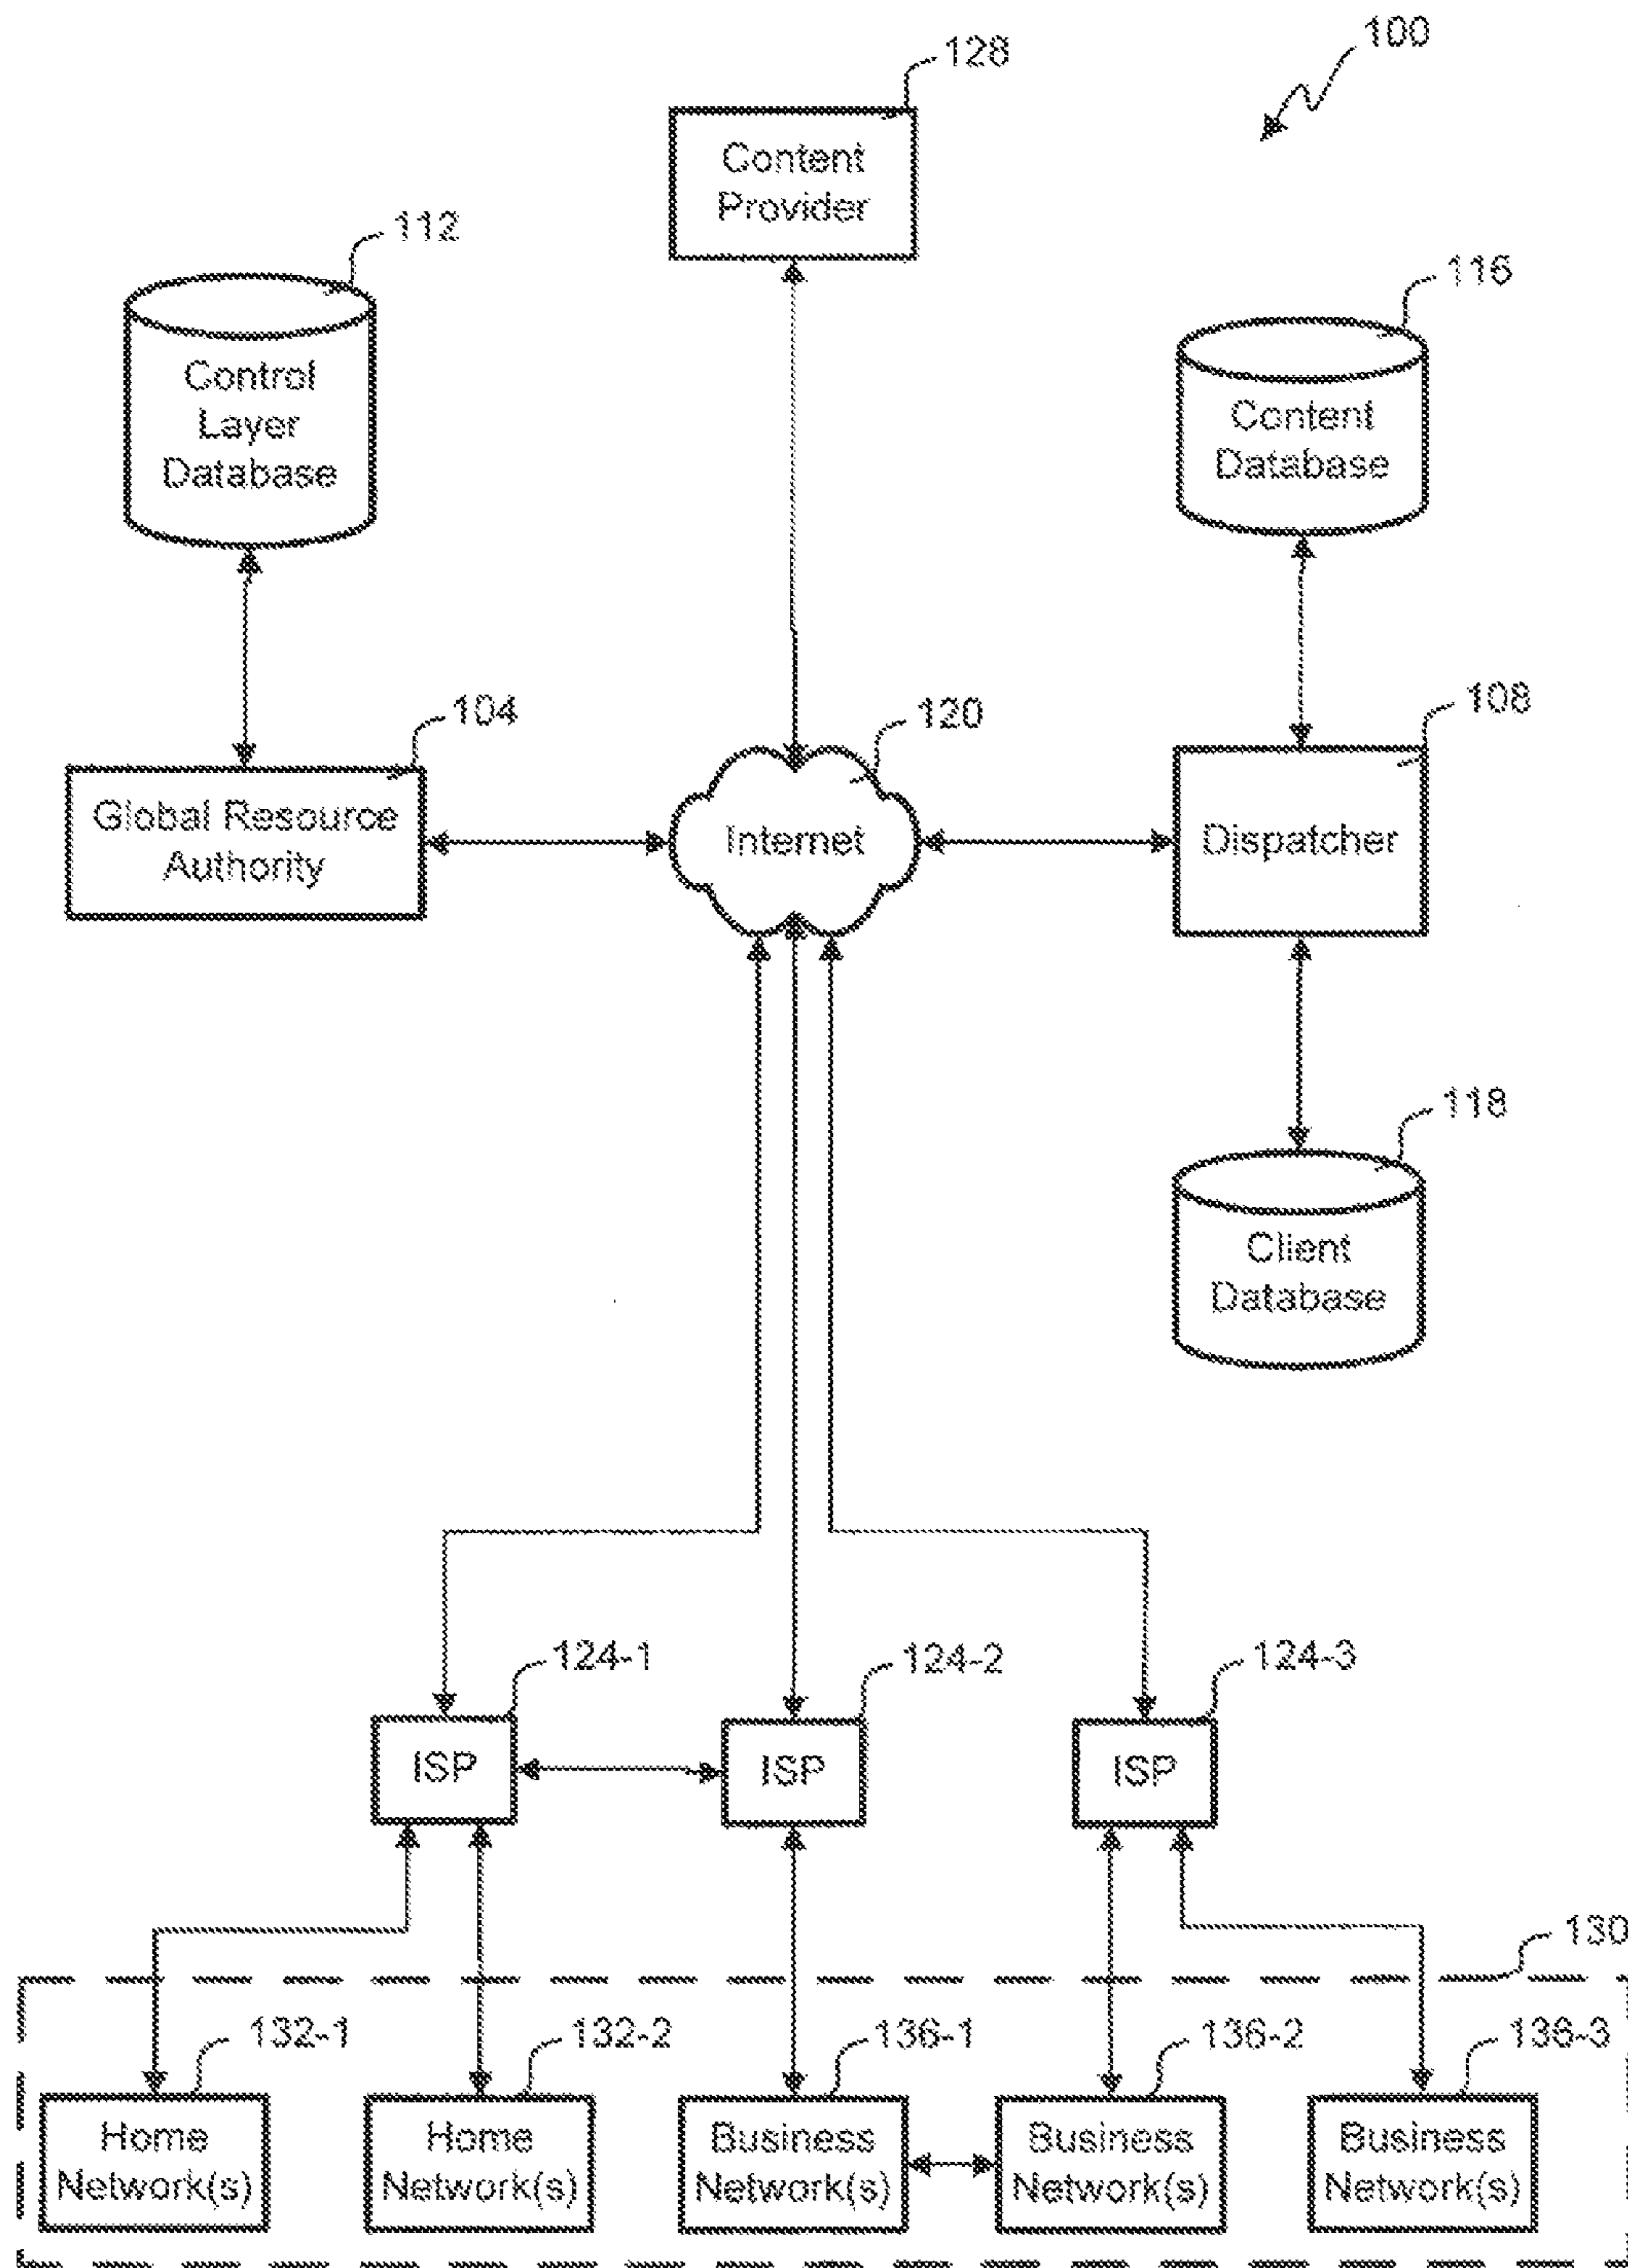 100
128
Content
Provider
112
Control
Layer
Database
116
Content
Database
104
Global Resource
Authority
120
Internet
108
Dispatcher
118
Client
Database
124-1
ISP
124-2
ISP
124-3
ISP
130
132-1
Home
Network(s)
132-2
Home
Network(s)
136-1
Business
Network(s)
136-2
Business
Network(s)
136-3
Business
Network(s)